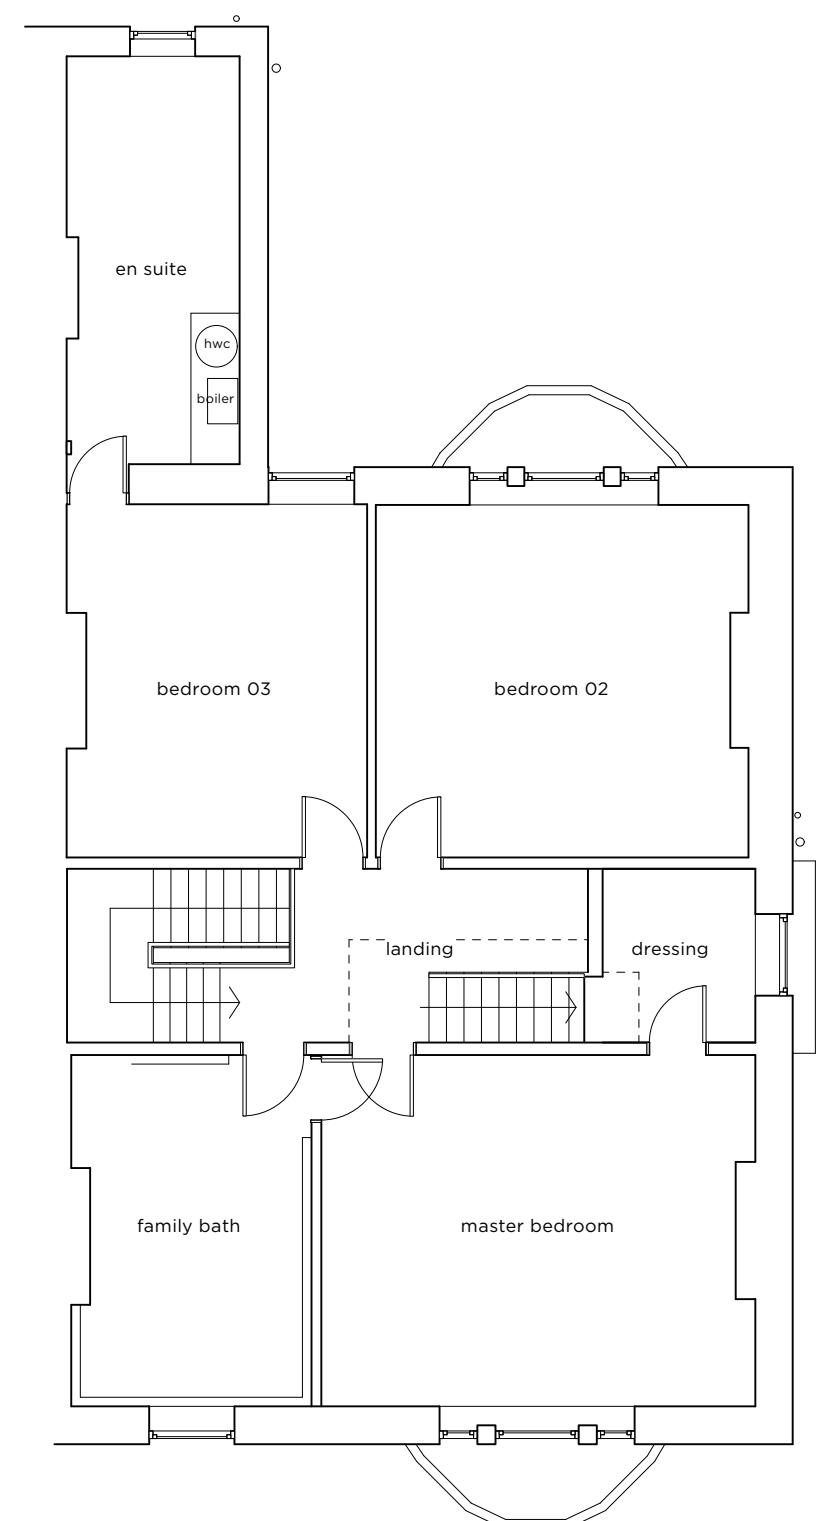 en suite
hwc
boiler
bedroom 03
bedroom 02
landing
dressing
family bath
master bedroom